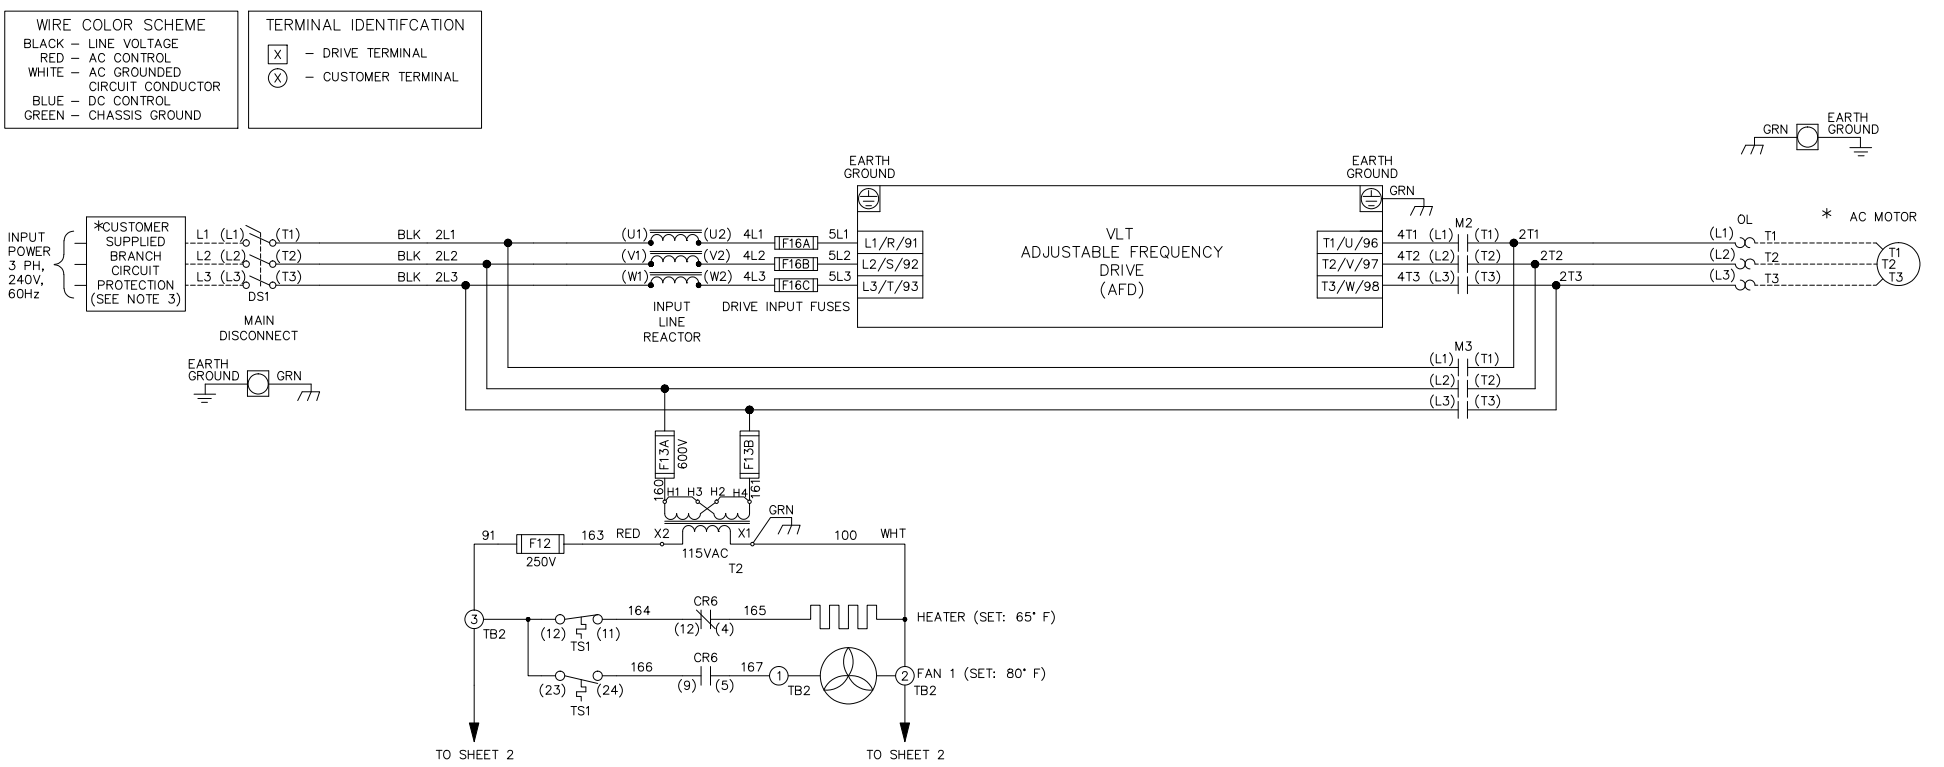 WIRE COLOR SCHEME
BLACK – LINE VOLTAGE
RED – AC CONTROL
WHITE – AC GROUNDED
CIRCUIT CONDUCTOR
BLUE – DC CONTROL
GREEN – CHASSIS GROUND
TERMINAL IDENTIFCATION
X – DRIVE TERMINAL
X – CUSTOMER TERMINAL
INPUT
POWER
3 PH,
240V,
60Hz
*CUSTOMER
SUPPLIED
BRANCH
CIRCUIT
PROTECTION
(SEE NOTE 3)
L1 (L1) (T1) BLK 2L1 (U1) (U2) 4L1 F16A 5L1 L1/R/91
L2 (L2) (T2) BLK 2L2 (V1) (V2) 4L2 F16B 5L2 L2/S/92
L3 (L3) (T3) BLK 2L3 (W1) (W2) 4L3 F16C 5L3 L3/T/93
DS1
MAIN
DISCONNECT
INPUT
LINE
REACTOR
DRIVE INPUT FUSES
EARTH
GROUND
GRN
EARTH
GROUND
VLT
ADJUSTABLE FREQUENCY
DRIVE
(AFD)
EARTH
GROUND
GRN
M2
T1/U/96 4T1 (L1) (T1) 2T1
T2/V/97 4T2 (L2) (T2) 2T2
T3/W/98 4T3 (L3) (T3) 2T3
GRN
EARTH
GROUND
OL
* AC MOTOR
(L1) T1
(L2) T2
(L3) T3
T1
T2
T3
M3
(L1) (T1)
(L2) (T2)
(L3) (T3)
F13A
600V
F13B
160
161
H1 H3 H2 H4
GRN
91 F12 163 RED X2 X1 100 WHT
250V
115VAC
T2
3
TB2
(12) (11)
TS1
164
CR6
(12) (4)
165
HEATER (SET: 65° F)
(23) (24)
TS1
166
CR6
(9) (5)
167
1
TB2
2
TB2
FAN 1 (SET: 80° F)
TO SHEET 2
TO SHEET 2